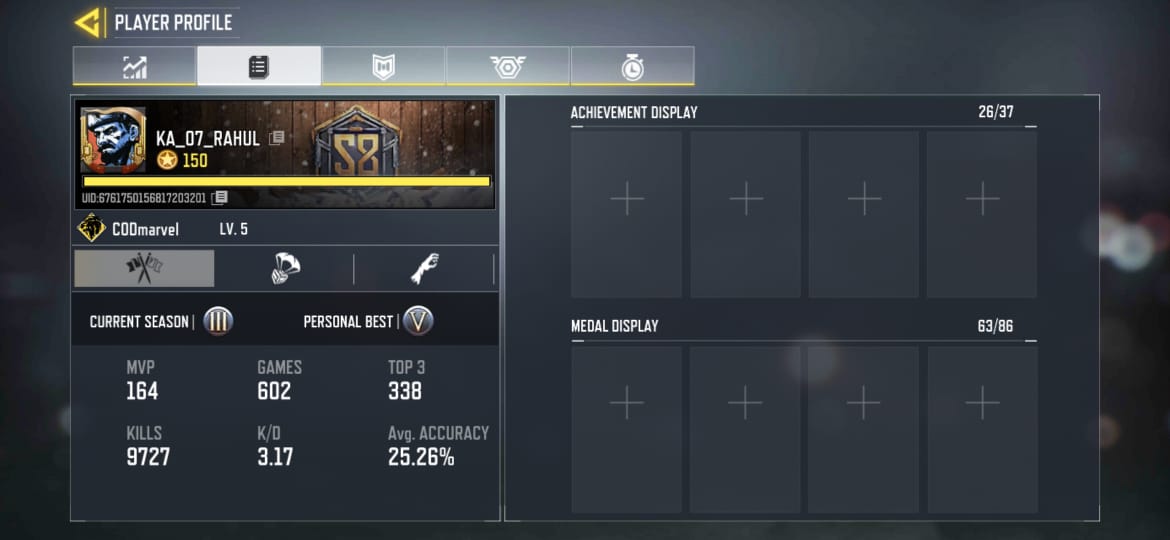 PLAYER PROFILE
KA_07_RAHUL
150
S8
UID:6761750156817203201
CODmarvel LV. 5
CURRENT SEASON | III PERSONAL BEST | V
MVP GAMES TOP 3
164 602 338
KILLS K/D Avg. ACCURACY
9727 3.17 25.26%
ACHIEVEMENT DISPLAY 26/37
MEDAL DISPLAY 63/86